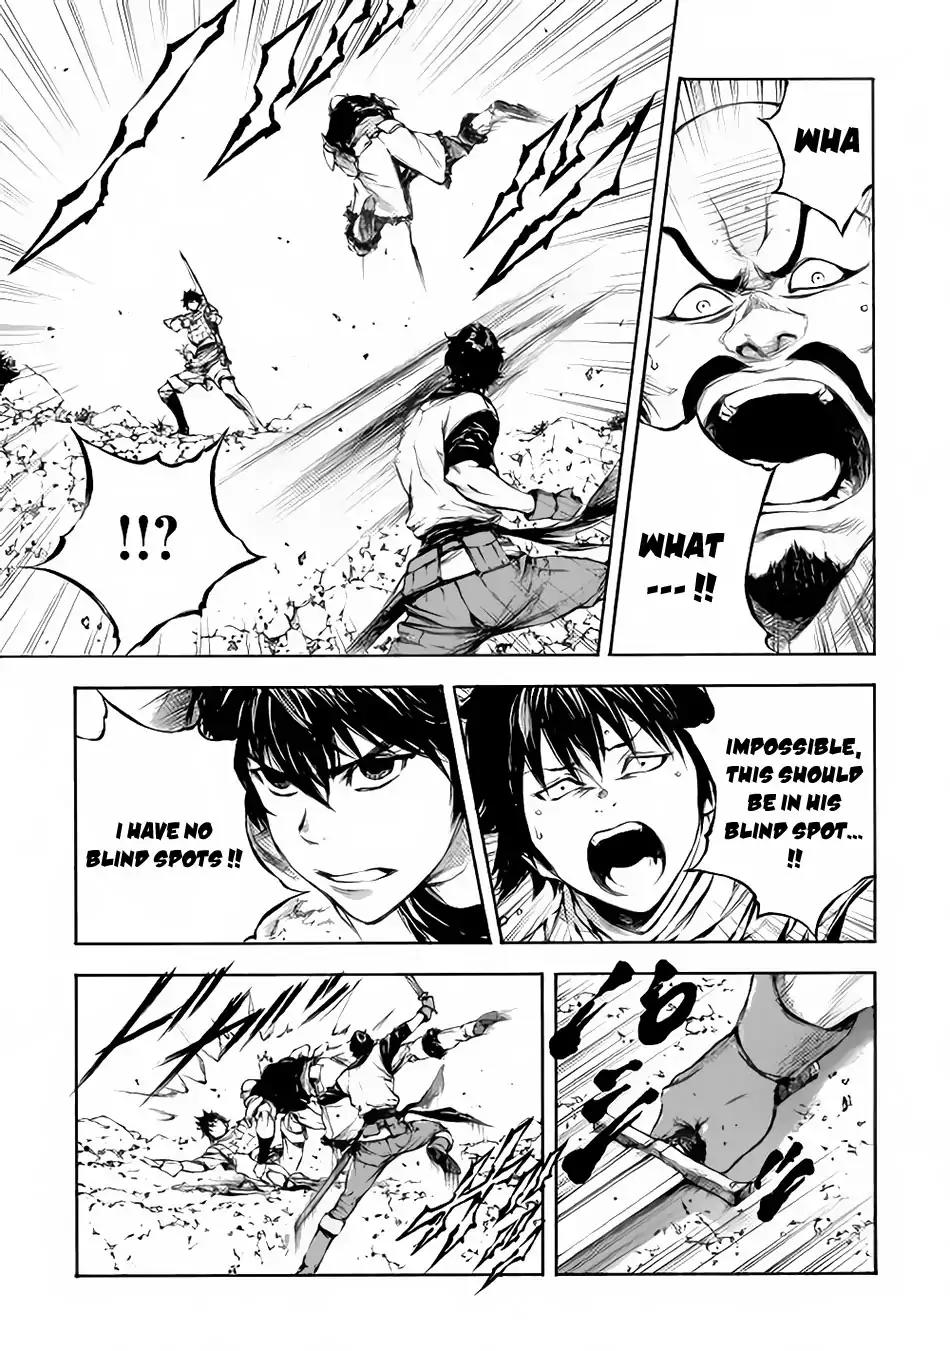 WHA
WHAT
---!!
!!?
IMPOSSIBLE,
THIS SHOULD
BE IN HIS
BLIND SPOT...
!!
I HAVE NO
BLIND SPOTS!!